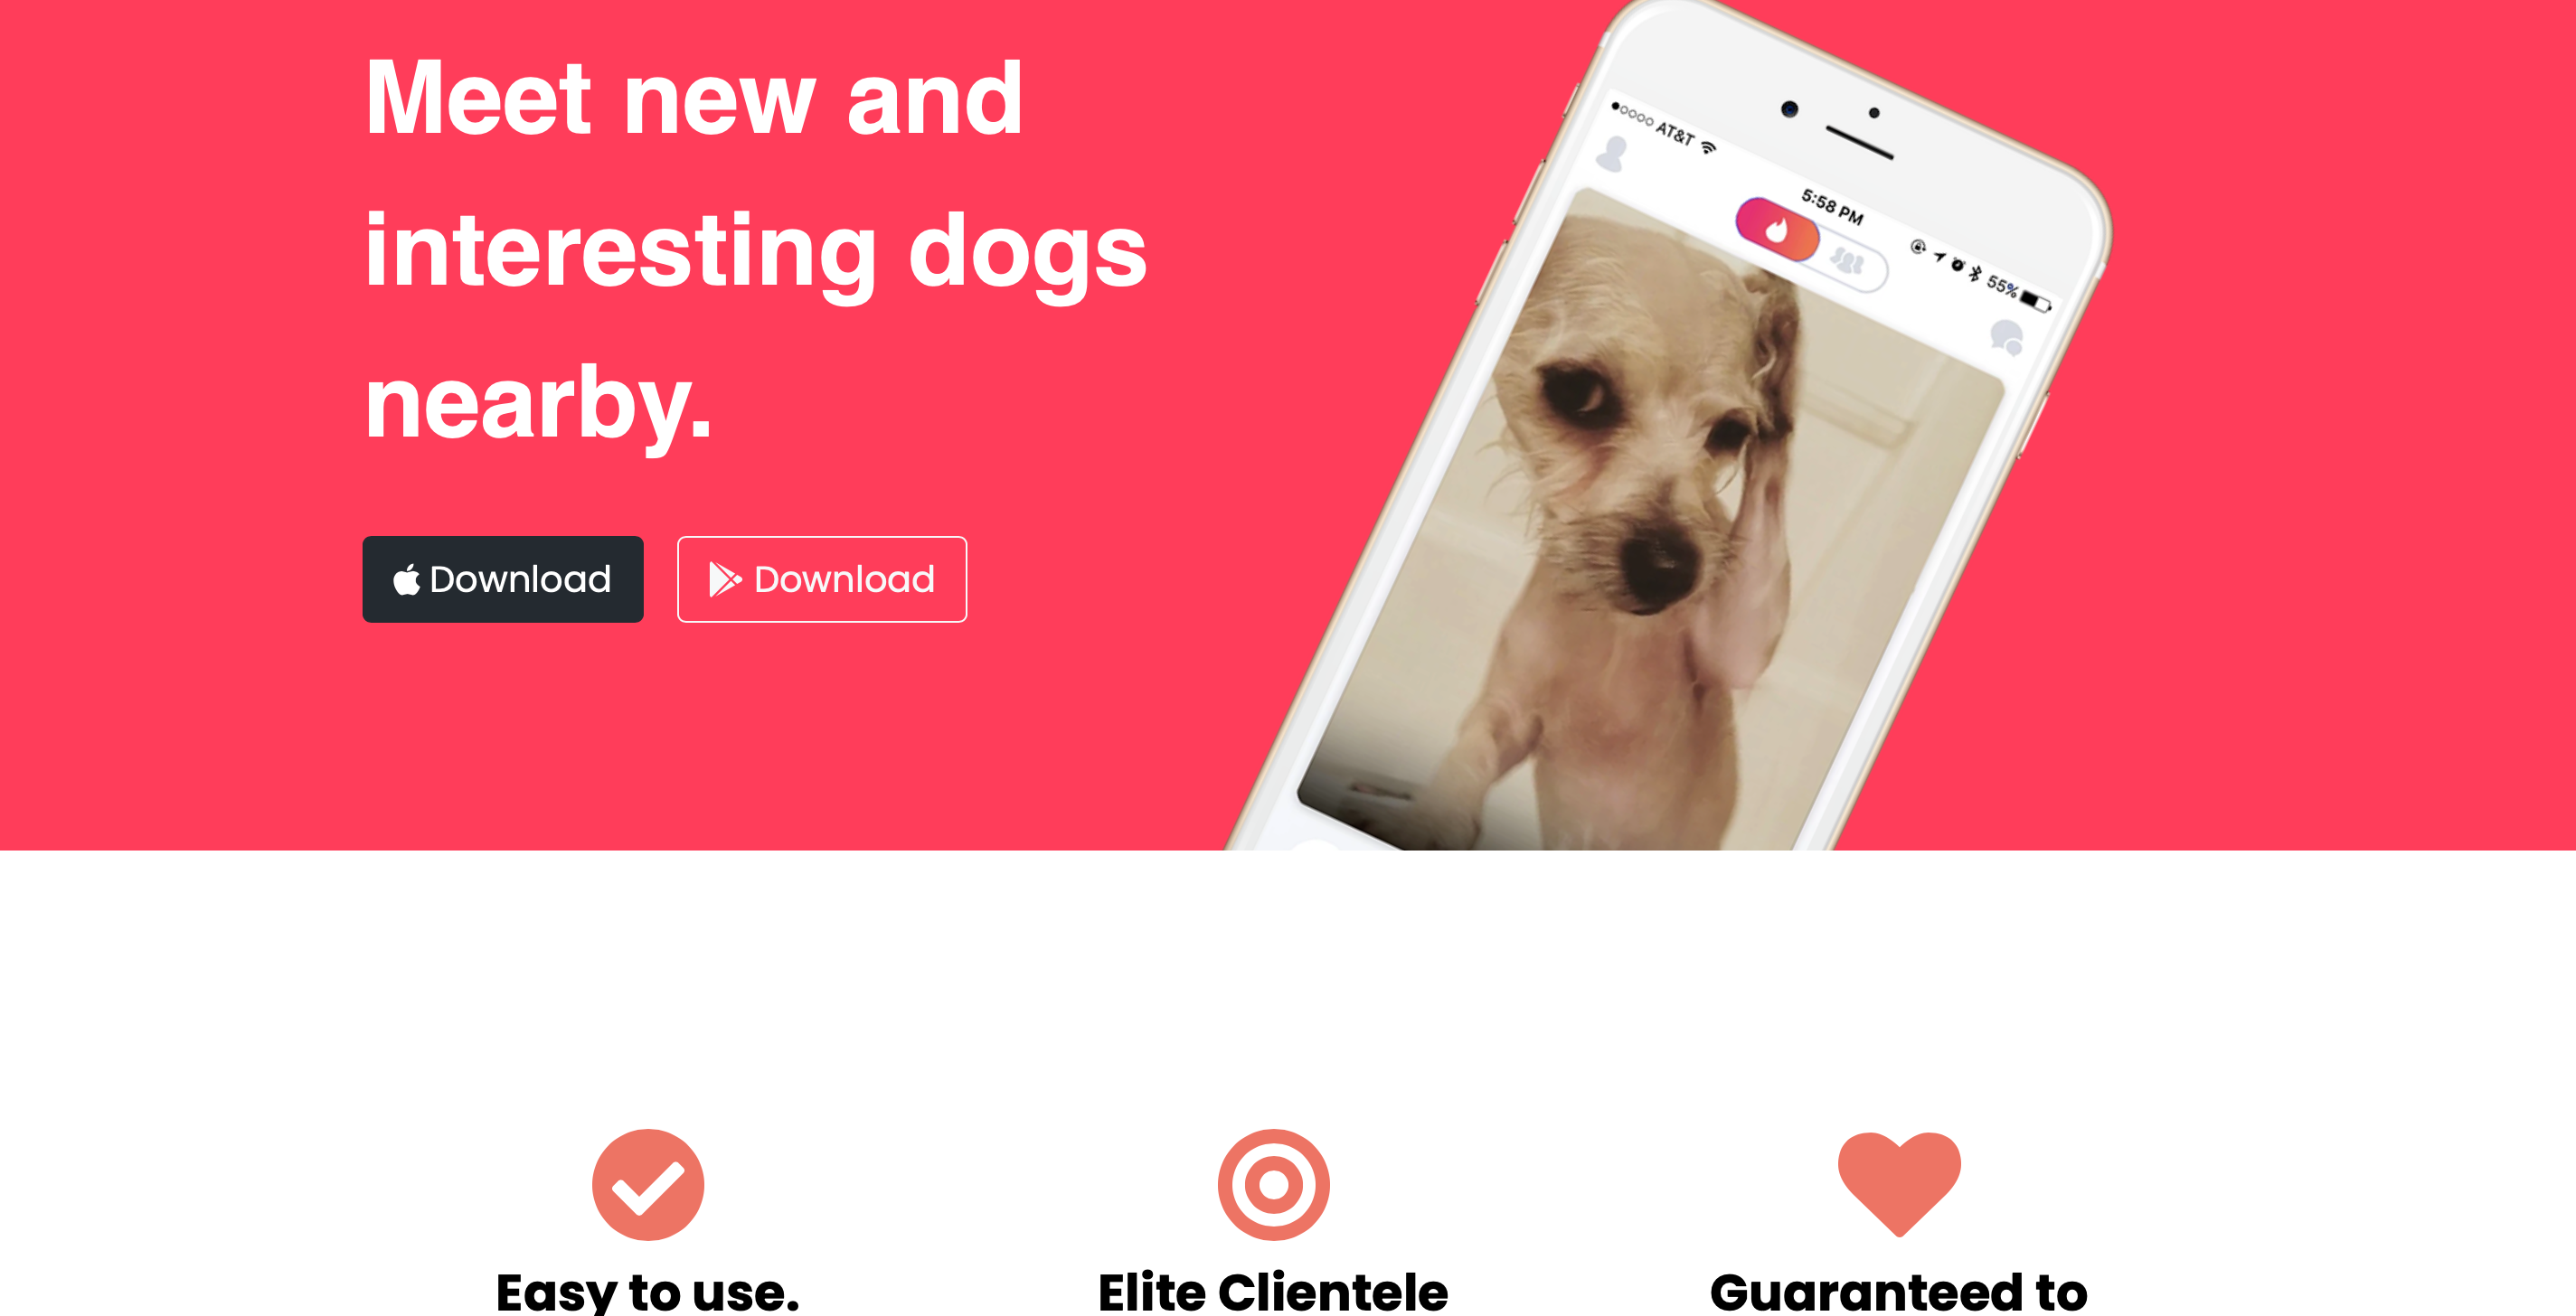 Meet new and
interesting dogs
nearby.
Download
Download
AT&T
5:58 PM
55%
Easy to use.
Elite Clientele
Guaranteed to